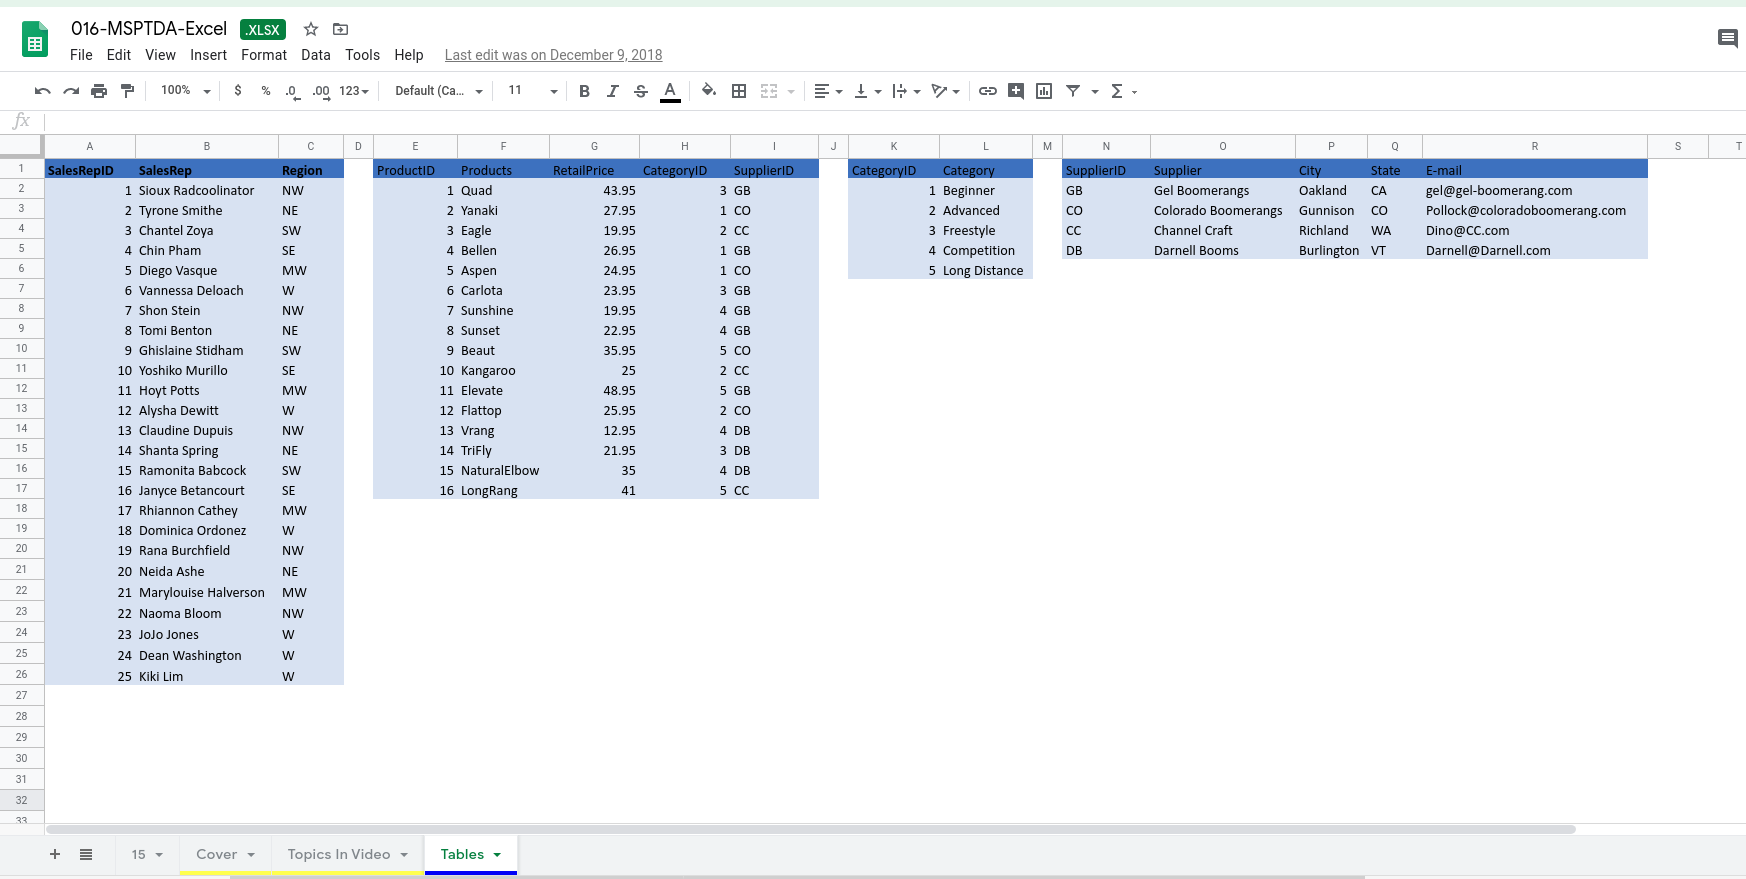 016-MSPTDA-Excel .XLSX
File Edit View Insert Format Data Tools Help Last edit was on December 9, 2018
100% $ % .0 .00 123 Default (Ca... 11 B I S A Σ
fx
A B C D E F G H I J K L M N O P Q R S T
1 SalesRepID SalesRep Region ProductID Products RetailPrice CategoryID SupplierID CategoryID Category SupplierID Supplier City State E-mail
2 1 Sioux Radcoolinator NW 1 Quad 43.95 3 GB 1 Beginner GB Gel Boomerangs Oakland CA gel@gel-boomerang.com
3 2 Tyrone Smithe NE 2 Yanaki 27.95 1 CO 2 Advanced CO Colorado Boomerangs Gunnison CO Pollock@coloradoboomerang.com
4 3 Chantel Zoya SW 3 Eagle 19.95 2 CC 3 Freestyle CC Channel Craft Richland WA Dino@CC.com
5 4 Chin Pham SE 4 Bellen 26.95 1 GB 4 Competition DB Darnell Booms Burlington VT Darnell@Darnell.com
6 5 Diego Vasque MW 5 Aspen 24.95 1 CO 5 Long Distance
7 6 Vannessa Deloach W 6 Carlota 23.95 3 GB
8 7 Shon Stein NW 7 Sunshine 19.95 4 GB
9 8 Tomi Benton NE 8 Sunset 22.95 4 GB
10 9 Ghislaine Stidham SW 9 Beaut 35.95 5 CO
11 10 Yoshiko Murillo SE 10 Kangaroo 25 2 CC
12 11 Hoyt Potts MW 11 Elevate 48.95 5 GB
13 12 Alysha Dewitt W 12 Flattop 25.95 2 CO
14 13 Claudine Dupuis NW 13 Vrang 12.95 4 DB
15 14 Shanta Spring NE 14 TriFly 21.95 3 DB
16 15 Ramonita Babcock SW 15 NaturalElbow 35 4 DB
17 16 Janyce Betancourt SE 16 LongRang 41 5 CC
18 17 Rhiannon Cathey MW
19 18 Dominica Ordonez W
20 19 Rana Burchfield NW
21 20 Neida Ashe NE
22 21 Marylouise Halverson MW
23 22 Naoma Bloom NW
24 23 JoJo Jones W
25 24 Dean Washington W
26 25 Kiki Lim W
27
28
29
30
31
32
33
15 Cover Topics In Video Tables